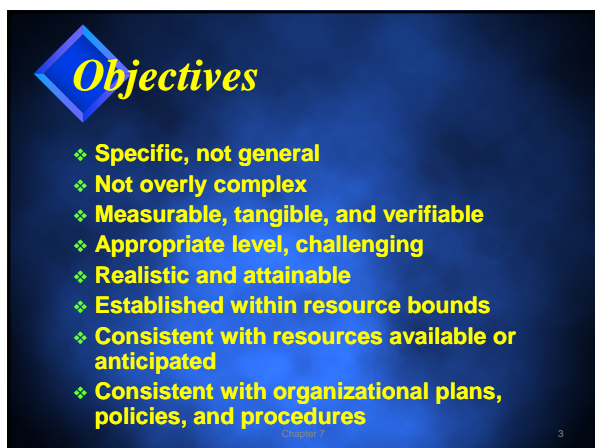 Objectives
❖ Specific, not general
❖ Not overly complex
❖ Measurable, tangible, and verifiable
❖ Appropriate level, challenging
❖ Realistic and attainable
❖ Established within resource bounds
❖ Consistent with resources available or
anticipated
❖ Consistent with organizational plans,
policies, and procedures
Chapter 7
3